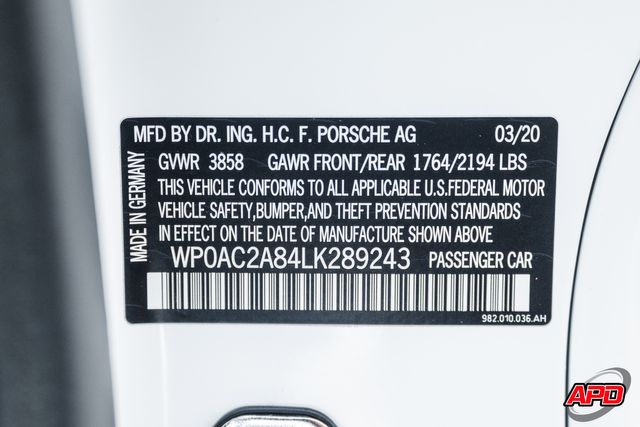 MFD BY DR. ING. H.C. F. PORSCHE AG 03/20
GVWR 3858 GAWR FRONT/REAR 1764/2194 LBS
THIS VEHICLE CONFORMS TO ALL APPLICABLE U.S.FEDERAL MOTOR
VEHICLE SAFETY,BUMPER,AND THEFT PREVENTION STANDARDS
IN EFFECT ON THE DATE OF MANUFACTURE SHOWN ABOVE
WP0AC2A84LK289243 PASSENGER CAR
982.010.036.AH
MADE IN GERMANY
APD